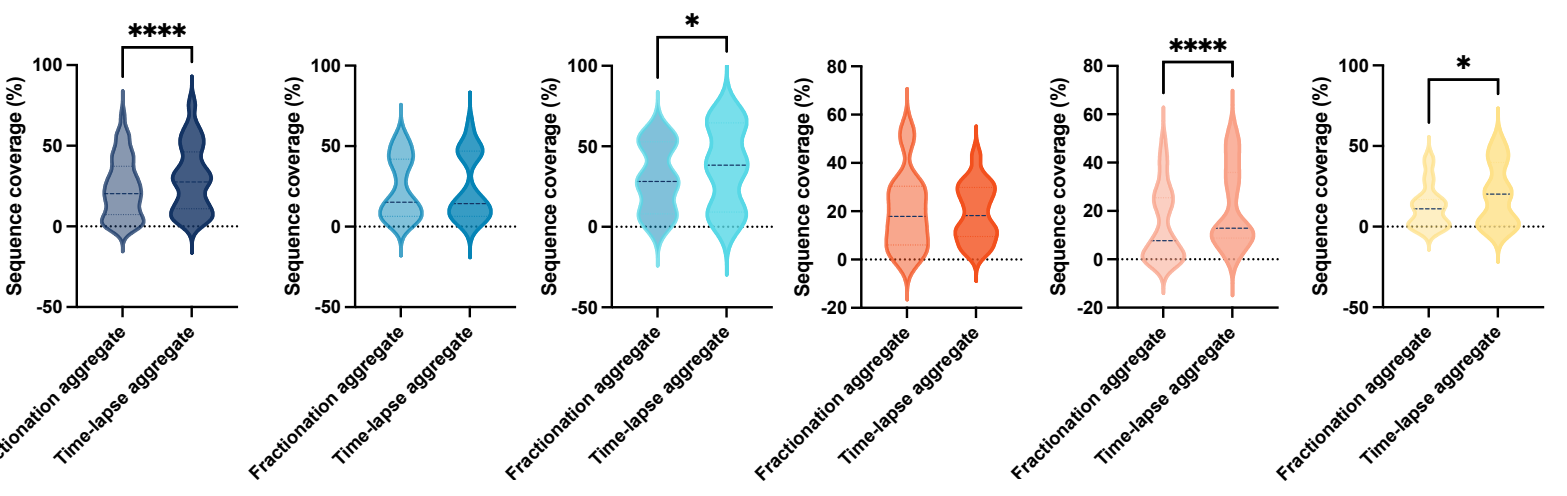 ****
Sequence coverage (%)
100
50
0
-50
ctionation aggregate
Time-lapse aggregate
Sequence coverage (%)
100
50
0
-50
Fractionation aggregate
Time-lapse aggregate
*
Sequence coverage (%)
100
50
0
-50
Fractionation aggregate
Time-lapse aggregate
Sequence coverage (%)
80
60
40
20
0
-20
Fractionation aggregate
Time-lapse aggregate
****
Sequence coverage (%)
80
60
40
20
0
-20
Fractionation aggregate
Time-lapse aggregate
*
Sequence coverage (%)
100
50
0
-50
Fractionation aggregate
Time-lapse aggregate